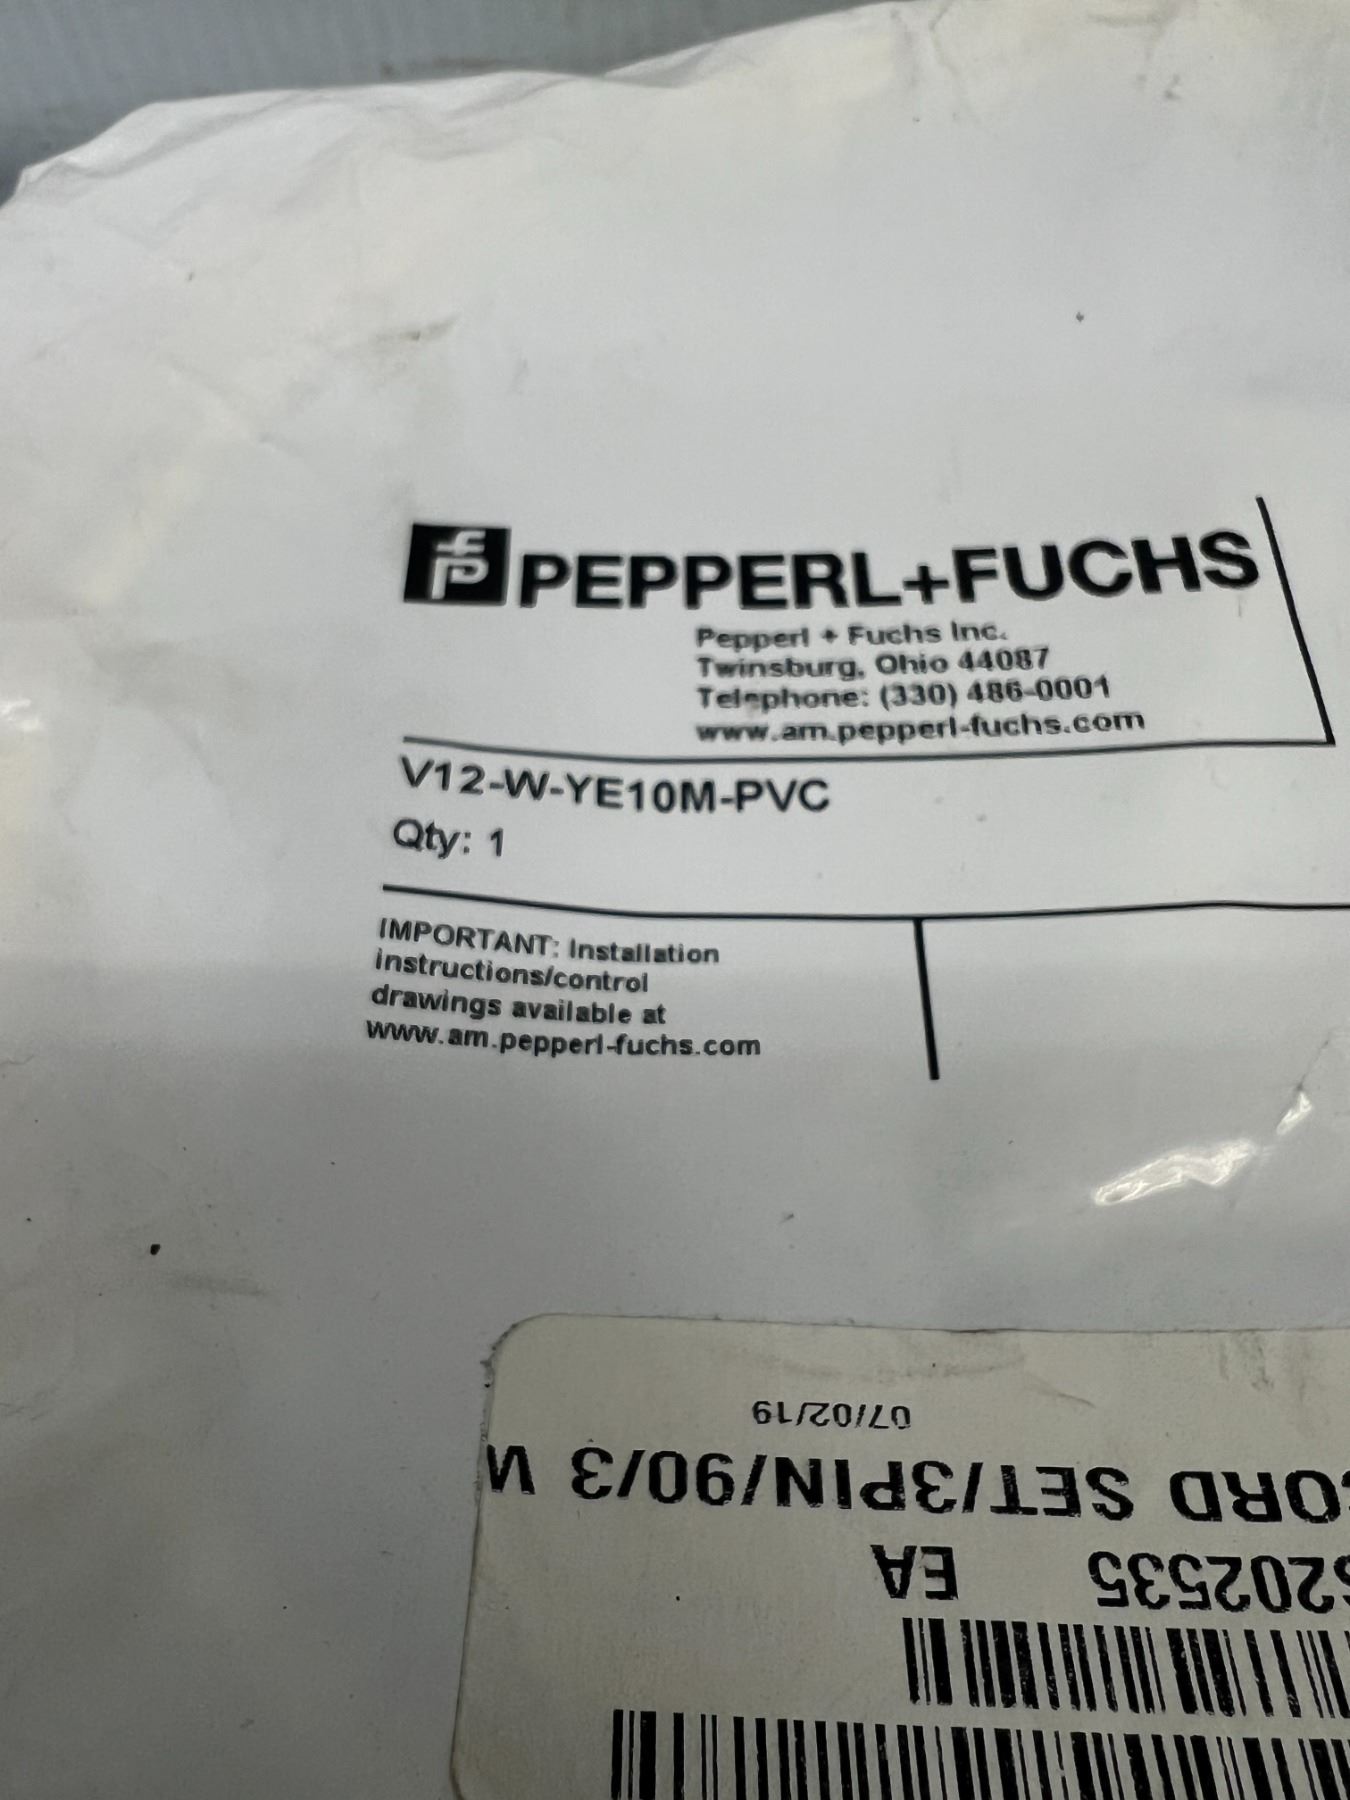 PEPPERL+FUCHS
Pepperl + Fuchs Inc.
Twinsburg, Ohio 44087
Telephone: (330) 486-0001
www.am.pepperl-fuchs.com
V12-W-YE10M-PVC
Qty: 1
IMPORTANT: Installation
instructions/control
drawings available at
www.am.pepperl-fuchs.com
202535 EA
ORD SET/3PIN/90/3
07/02/19